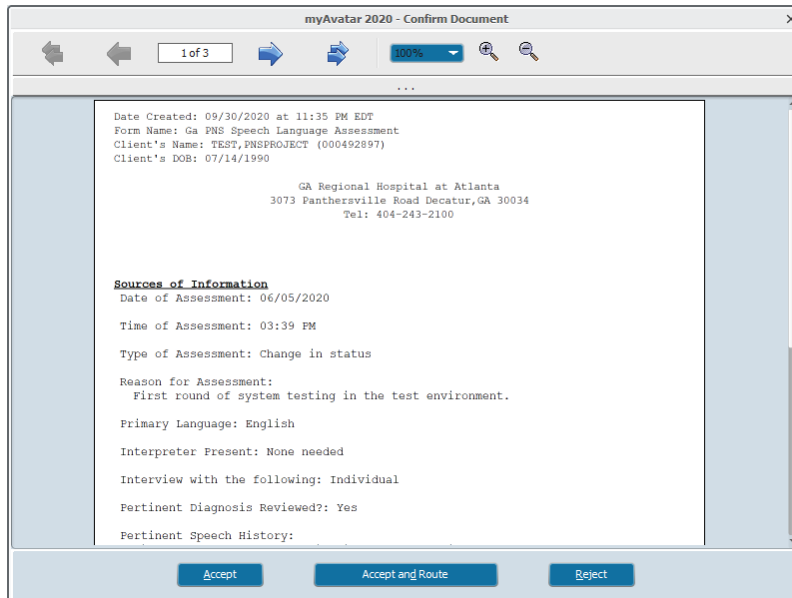 myAvatar 2020 - Confirm Document
1 of 3
100%
...
Date Created: 09/30/2020 at 11:35 PM EDT
Form Name: Ga PNS Speech Language Assessment
Client's Name: TEST,PNSPROJECT (000492897)
Client's DOB: 07/14/1990
GA Regional Hospital at Atlanta
3073 Panthersville Road Decatur,GA 30034
Tel: 404-243-2100
Sources of Information
Date of Assessment: 06/05/2020
Time of Assessment: 03:39 PM
Type of Assessment: Change in status
Reason for Assessment:
First round of system testing in the test environment.
Primary Language: English
Interpreter Present: None needed
Interview with the following: Individual
Pertinent Diagnosis Reviewed?: Yes
Pertinent Speech History:
Accept
Accept and Route
Reject